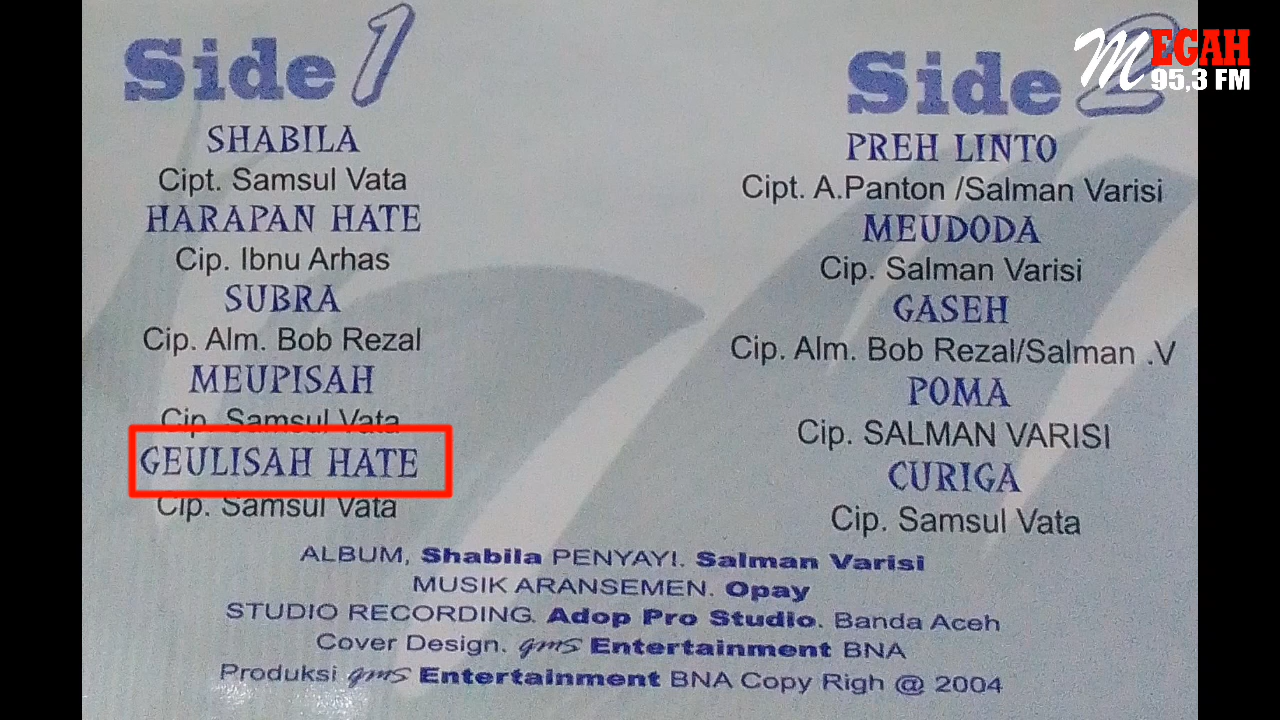 Side 1
SHABILA
Cipt. Samsul Vata
HARAPAN HATE
Cip. Ibnu Arhas
SUBRA
Cip. Alm. Bob Rezal
MEUPISAH
Cip. Samsul Vata
GEULISAH HATE
Cip. Samsul Vata
Side 2
PREH LINTO
Cipt. A.Panton /Salman Varisi
MEUDODA
Cip. Salman Varisi
GASEH
Cip. Alm. Bob Rezal/Salman .V
POMA
Cip. SALMAN VARISI
CURIGA
Cip. Samsul Vata
ALBUM, Shabila PENYAYI. Salman Varisi
MUSIK ARANSEMEN. Opay
STUDIO RECORDING. Adop Pro Studio. Banda Aceh
Cover Design. gms Entertainment BNA
Produksi gms Entertainment BNA Copy Righ @ 2004
MEGAH
95,3 FM